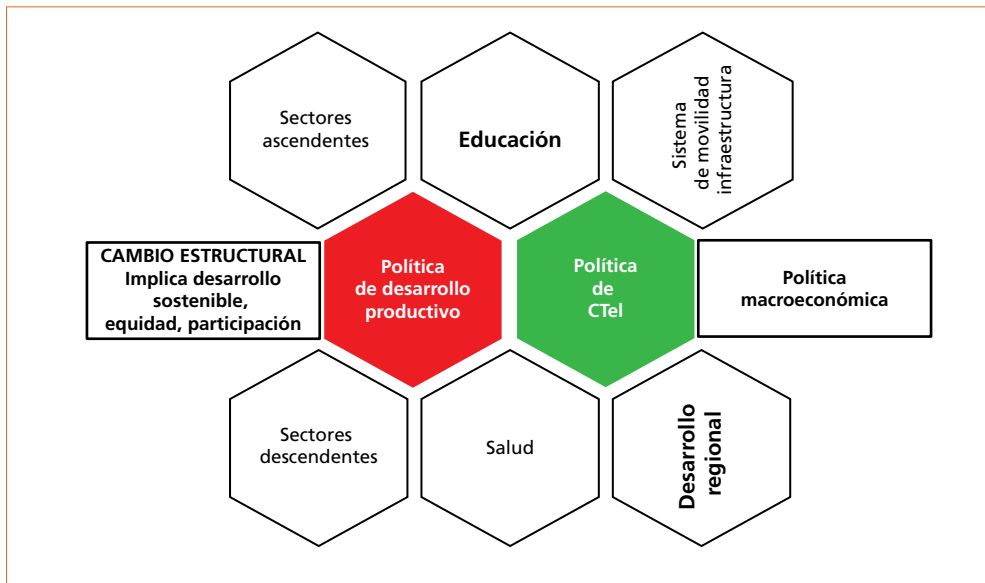 Sectores
ascendentes
Educación
Sistema
de movilidad
infraestructura
CAMBIO ESTRUCTURAL
Implica desarrollo
sostenible,
equidad, participación
Política
de desarrollo
productivo
Política
de
CTel
Política
macroeconómica
Sectores
descendentes
Salud
Desarrollo
regional